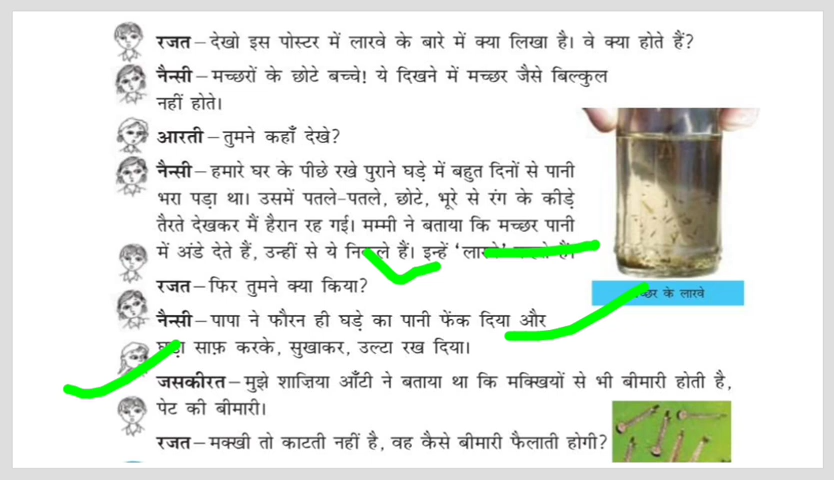 रजत – देखो इस पोस्टर में लारवे के बारे में क्या लिखा है। वे क्या होते हैं?
नैन्सी – मच्छरों के छोटे बच्चे! ये दिखने में मच्छर जैसे बिल्कुल
नहीं होते।
आरती – तुमने कहाँ देखे?
नैन्सी – हमारे घर के पीछे रखे पुराने घड़े में बहुत दिनों से पानी
भरा पड़ा था। उसमें पतले-पतले, छोटे, भूरे से रंग के कीड़े
तैरते देखकर मैं हैरान रह गई। मम्मी ने बताया कि मच्छर पानी
में अंडे देते हैं, उन्हीं से ये निकले हैं। इन्हें
रजत – फिर तुमने क्या किया?
के लारवे
नैन्सी – पापा ने फौरन ही घड़े का पानी फेंक दिया और
साफ़ करके, सुखाकर, उल्टा रख दिया।
जसकीरत – मुझे शाज़िया आँटी ने बताया था कि मक्खियों से भी बीमारी होती है,
पेट की बीमारी।
रजत – मक्खी तो काटती नहीं है, वह कैसे बीमारी फैलाती होगी?